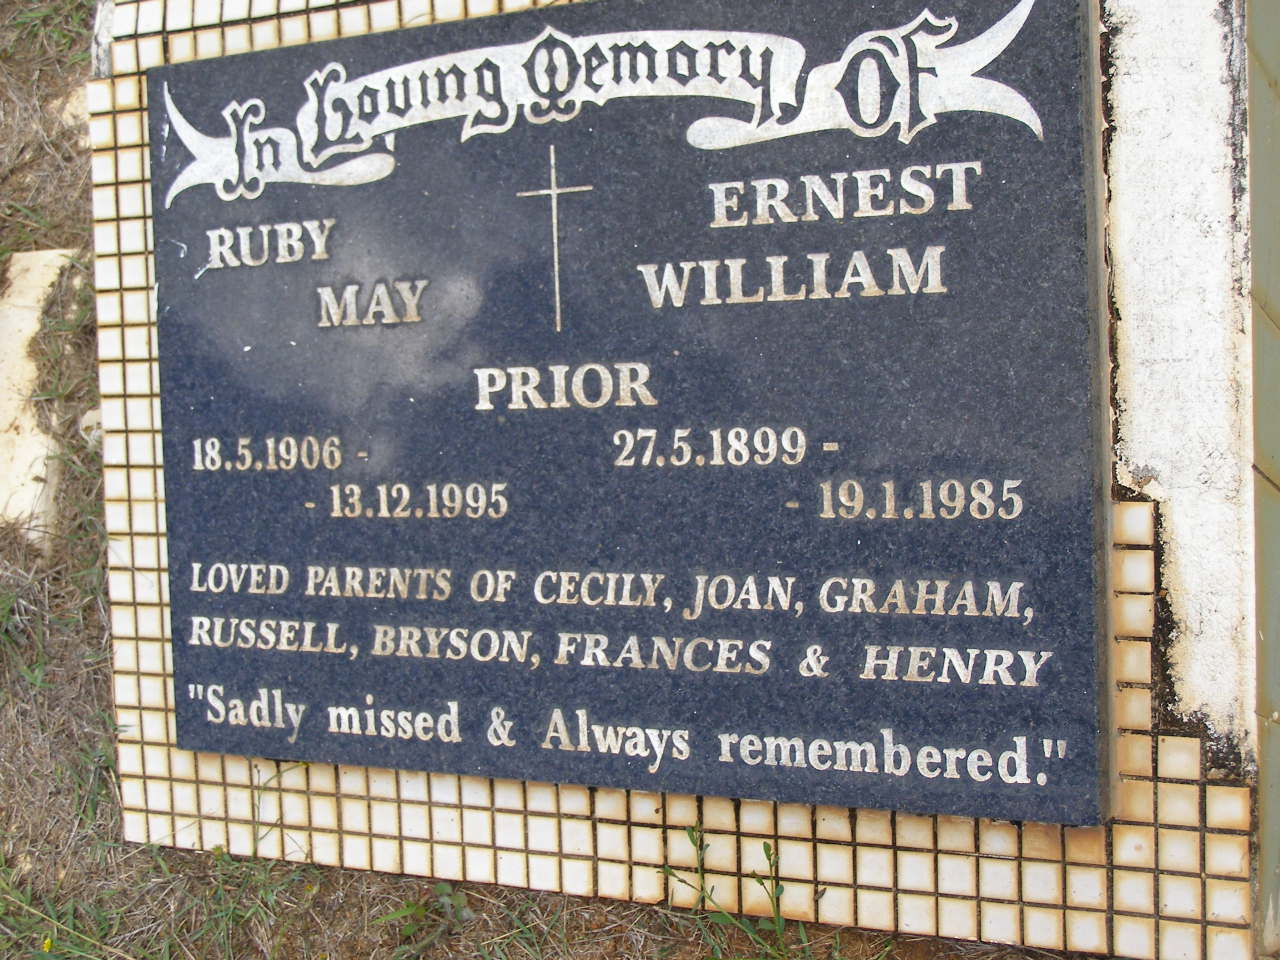 In Loving Memory Of
RUBY MAY
ERNEST WILLIAM
PRIOR
18.5.1906 -
- 13.12.1995
27.5.1899 -
- 19.1.1985
LOVED PARENTS OF CECILY, JOAN, GRAHAM,
RUSSELL, BRYSON, FRANCES & HENRY
"Sadly missed & Always remembered."